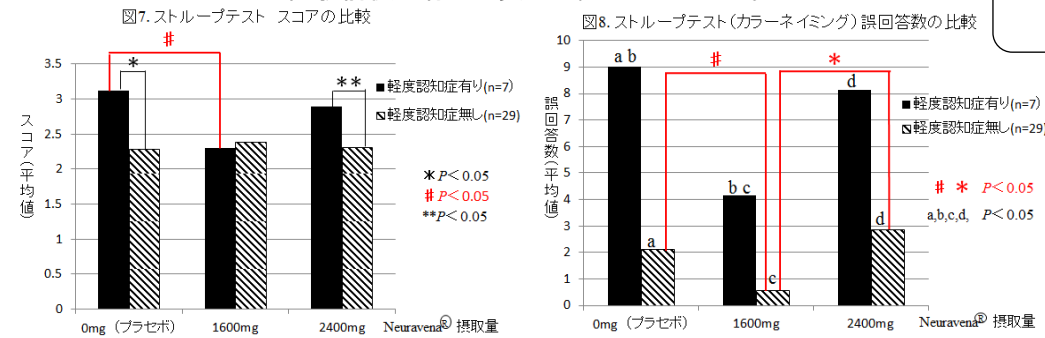 図7. ストループテスト スコアの比較
#
*
**
3.5
3
2.5
2
1.5
1
0.5
0
スコア(平均値)
■軽度認知症有り(n=7)
軽度認知症無し(n=29)
* P<0.05
# P<0.05
**P<0.05
0mg (プラセボ) 1600mg 2400mg Neuravena® 摂取量
図8. ストループテスト(カラーネイミング) 誤回答数の比較
10
9
8
7
6
5
4
3
2
1
0
誤回答数(平均値)
a b
#
*
d
b c
a
c
d
■軽度認知症有り(n=7)
軽度認知症無し(n=29)
# * P<0.05
a,b,c,d, P<0.05
0mg (プラセボ) 1600mg 2400mg Neuravena® 摂取量